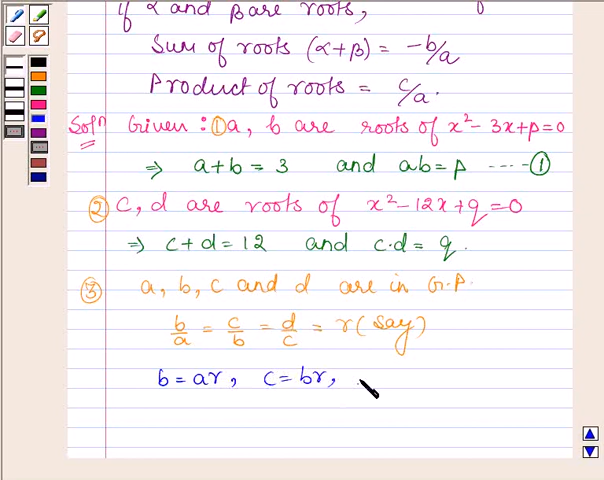 if α and β are roots,
Sum of roots (α+β) = -b/a
Product of roots = c/a.
Solⁿ Given : ① a, b are roots of x² - 3x + p = 0
⇒ a + b = 3 and ab = p ---- ①
② c, d are roots of x² - 12x + q = 0
⇒ c + d = 12 and c·d = q.
③ a, b, c and d are in G.P.
b/a = c/b = d/c = r (say)
b = ar, c = br,